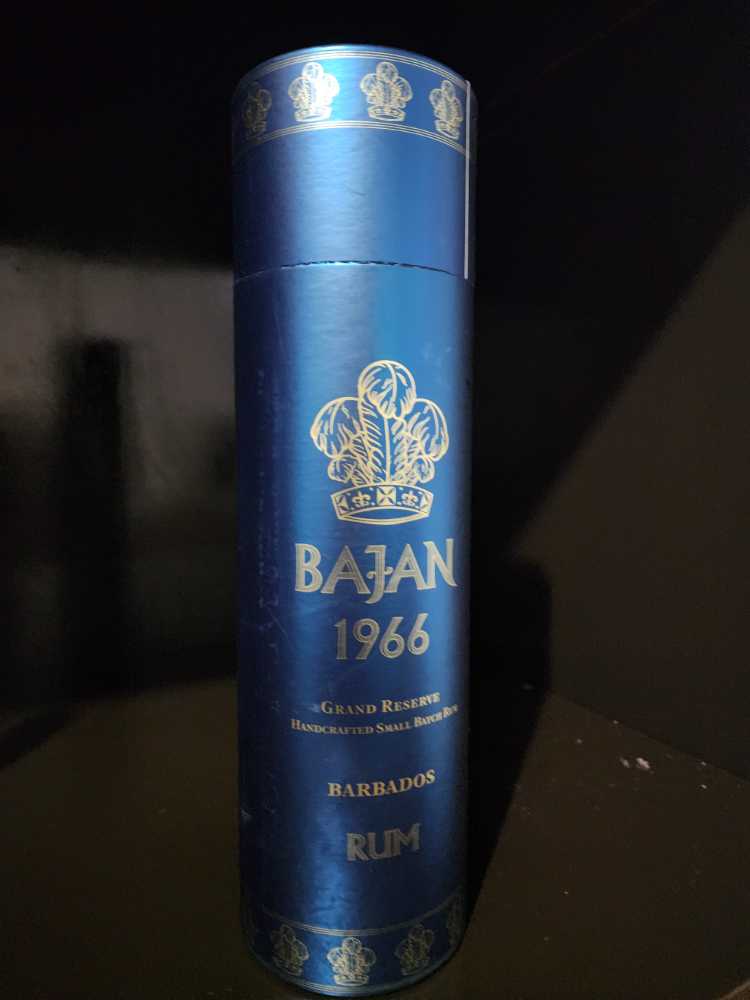 BAJAN
1966
GRAND RESERVE
HANDCRAFTED SMALL BATCH RUM
BARBADOS
RUM